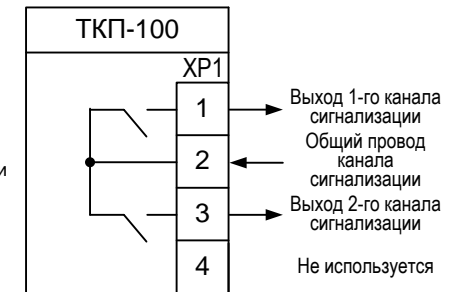 ТКП-100
XP1
1
Выход 1-го канала
сигнализации
2
Общий провод
канала
сигнализации
и
3
Выход 2-го канала
сигнализации
4
Не используется